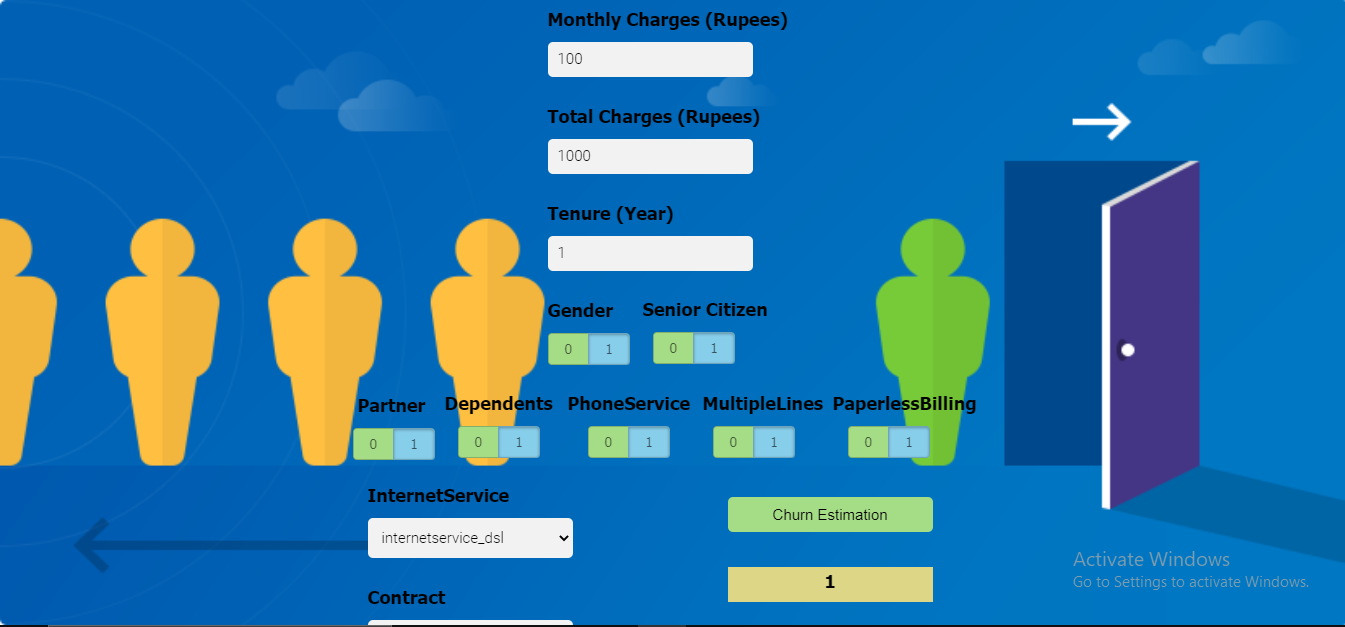 Monthly Charges (Rupees)
100
Total Charges (Rupees)
1000
Tenure (Year)
1
Gender Senior Citizen
0 1 0 1
Partner Dependents PhoneService MultipleLines PaperlessBilling
0 1 0 1 0 1 0 1 0 1
InternetService
Churn Estimation
internetservice_dsl
Activate Windows
Go to Settings to activate Windows.
1
Contract